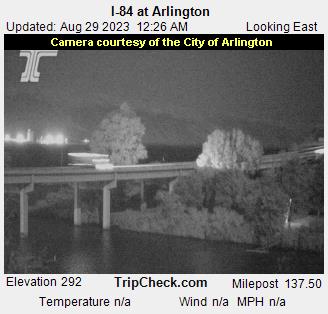 I-84 at Arlington
Updated: Aug 29 2023 12:26 AM Looking East
Camera courtesy of the City of Arlington
Elevation 292 TripCheck.com Milepost 137.50
Temperature n/a Wind n/a MPH n/a